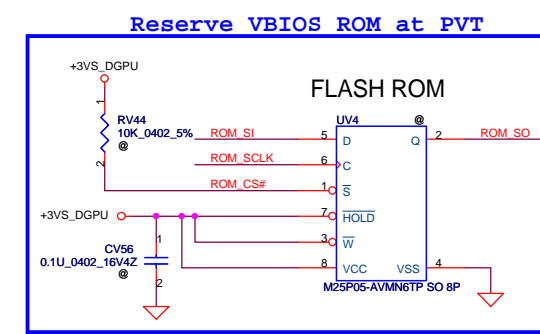 Reserve VBIOS ROM at PVT
+3VS_DGPU
FLASH ROM
1
RV44
10K_0402_5%
@
2
UV4
@
ROM_SI
5
D
Q
2
ROM_SO
ROM_SCLK
6
C
ROM_CS#
1
S
+3VS_DGPU
7
HOLD
3
W
CV56
0.1U_0402_16V4Z
@
1
2
8
VCC
VSS
4
M25P05-AVMN6TP SO 8P